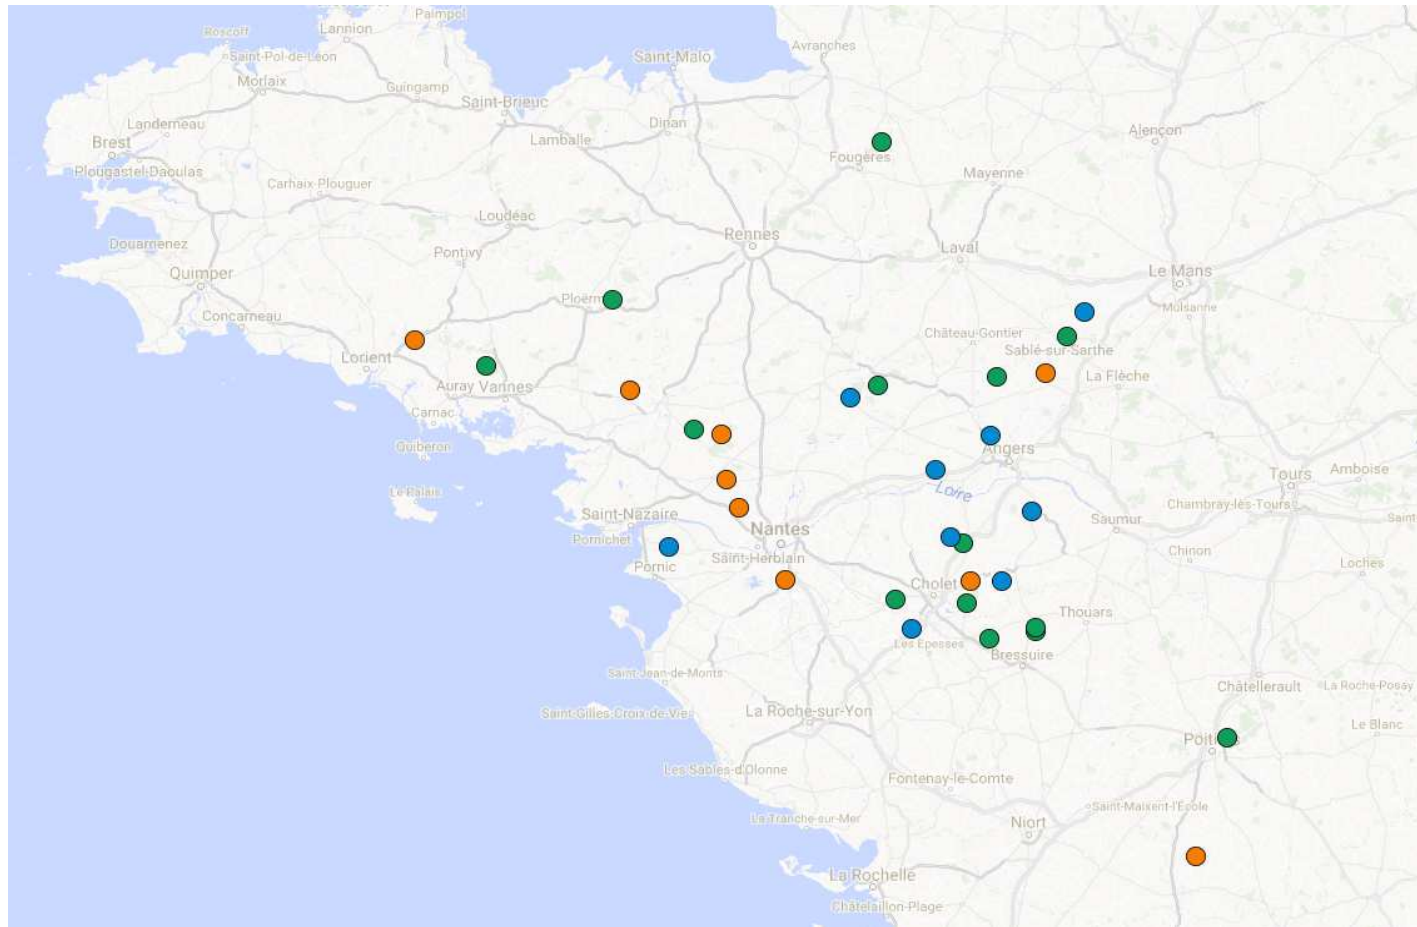 Paimpol
Roscoff
Lannion
Avranches
Saint-Pol-de-Léon
Saint-Malo
Morlaix
Guingamp
Saint-Brieuc
Landerneau
Dinan
Alençon
Brest
Lamballe
Fougères
Plougastel-Daoulas
Mayenne
Carhaix-Plouguer
Loudéac
Rennes
Douarnenez
Pontivy
Laval
Quimper
Le Mans
Ploërm
Mulsanne
Concarneau
Château-Gontier
Lorient
Sablé-sur-Sarthe
La Flèche
Auray Vannes
Carnac
Quiberon
Angers
Tours
Amboise
Le Palais
Loire
Chambray-lès-Tours
Saint-Nazaire
Saumur
Saint
Nantes
Pornichet
Saint-Herblain
Chinon
Pornic
Loches
Cholet
Thouars
Les Epesses
Bressuire
Saint-Jean-de-Monts
Châtellerault
La Roche-Posay
Saint-Gilles-Croix-de-Vie
La Roche-sur-Yon
Le Blanc
Poiti s
Les Sables-d'Olonne
Fontenay-le-Comte
Saint-Maixent-l'École
La Tranche-sur-Mer
Niort
La Rochelle
Châtelaillon-Plage